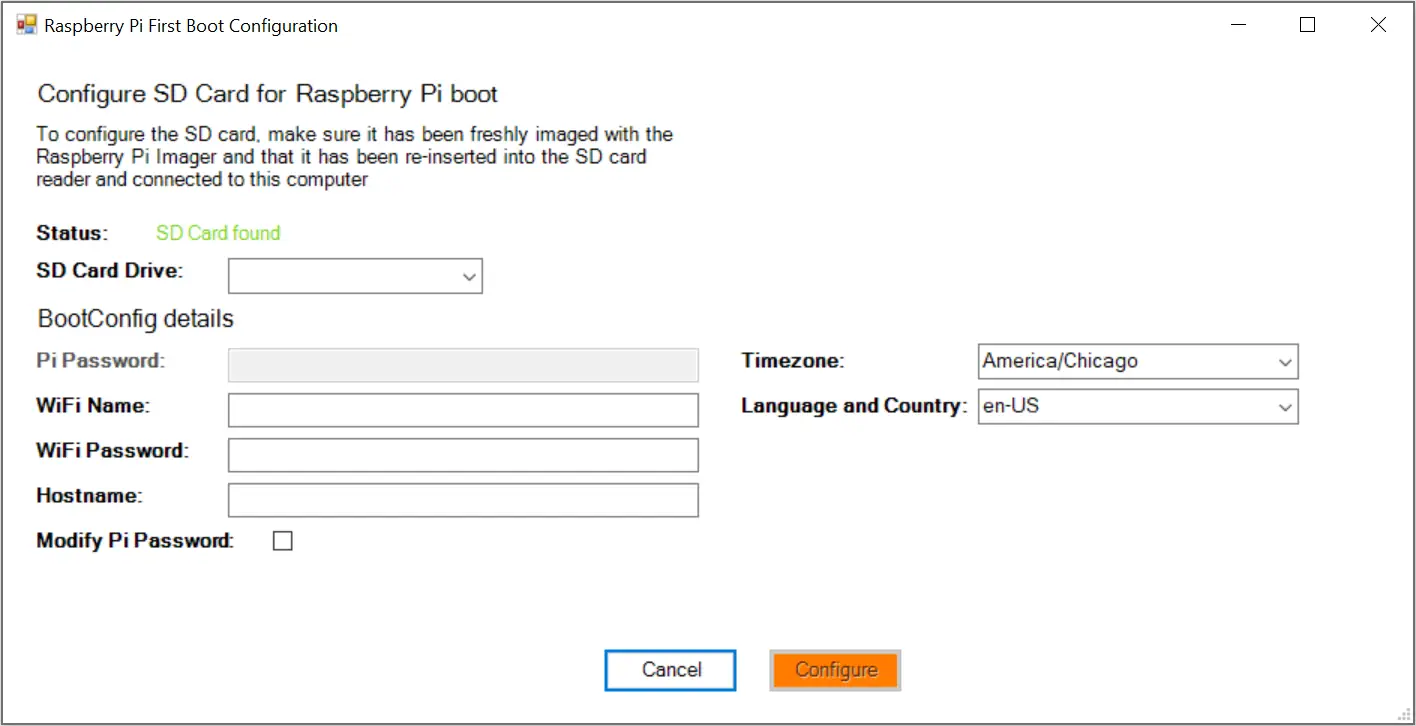 Raspberry Pi First Boot Configuration
Configure SD Card for Raspberry Pi boot
To configure the SD card, make sure it has been freshly imaged with the
Raspberry Pi Imager and that it has been re-inserted into the SD card
reader and connected to this computer
Status: SD Card found
SD Card Drive:
BootConfig details
Pi Password:
WiFi Name:
WiFi Password:
Hostname:
Modify Pi Password:
Timezone: America/Chicago
Language and Country: en-US
Cancel Configure